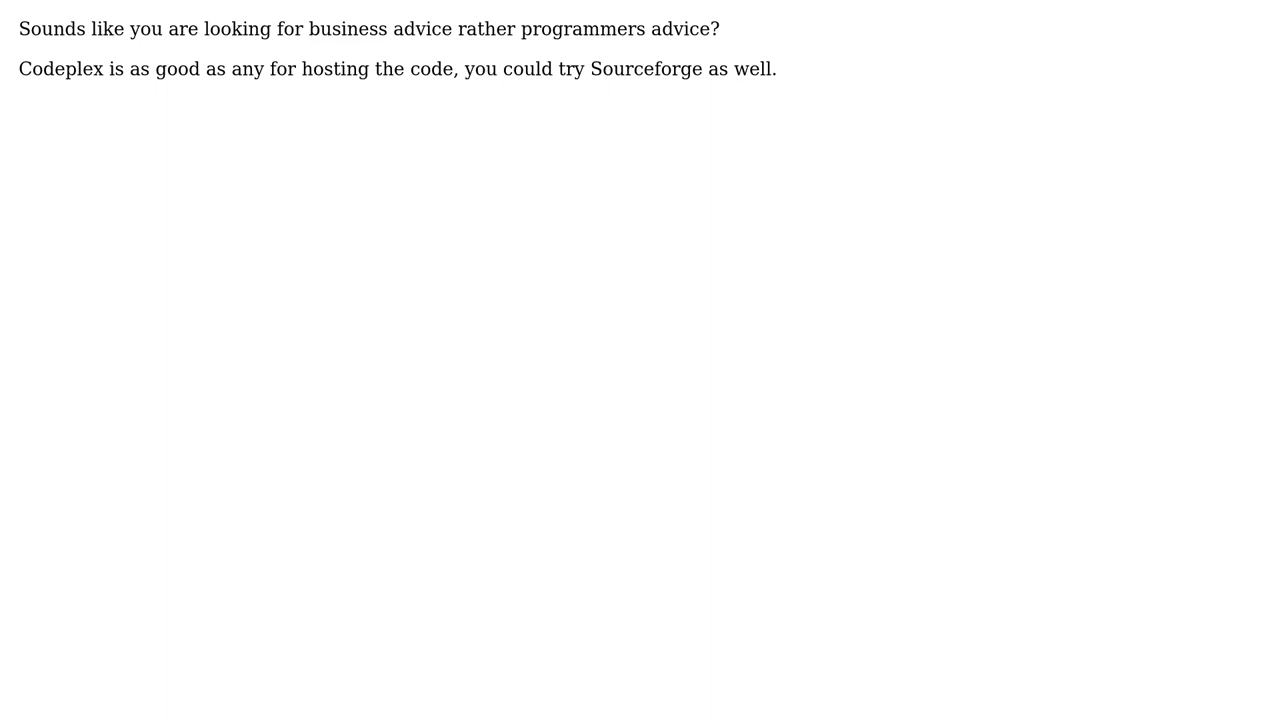 Sounds like you are looking for business advice rather programmers advice?
Codeplex is as good as any for hosting the code, you could try Sourceforge as well.